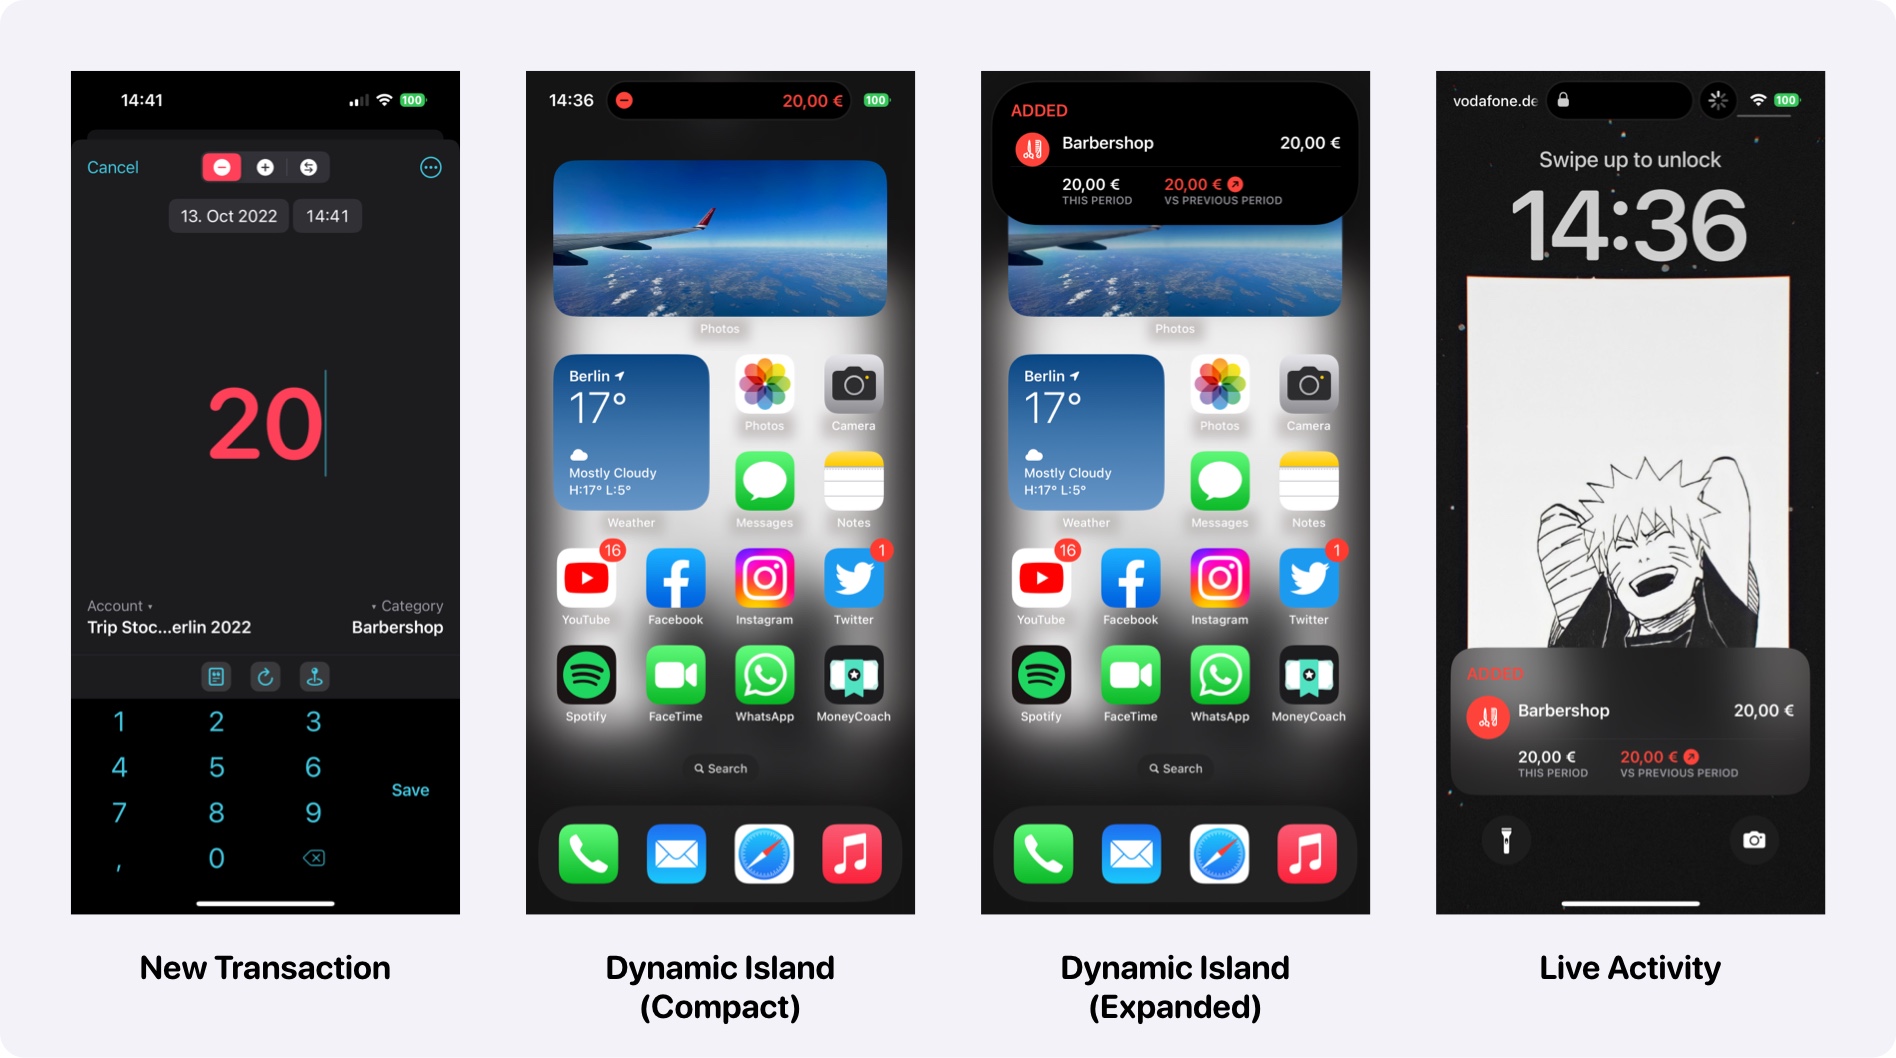 14:41
100
Cancel
13. Oct 2022
14:41
20
Account
Category
Trip Stoc...erlin 2022
Barbershop
1 2 3
4 5 6
7 8 9
Save
, 0
New Transaction
14:36
20,00 €
100
Photos
Berlin
17°
Mostly Cloudy
H:17° L:5°
Weather
Photos
Camera
Messages
Notes
16
1
YouTube
Facebook
Instagram
Twitter
Spotify
FaceTime
WhatsApp
MoneyCoach
Search
Dynamic Island
(Compact)
ADDED
Barbershop
20,00 €
20,00 €
20,00 €
THIS PERIOD
VS PREVIOUS PERIOD
Photos
Berlin
17°
Mostly Cloudy
H:17° L:5°
Weather
Photos
Camera
Messages
Notes
16
1
YouTube
Facebook
Instagram
Twitter
Spotify
FaceTime
WhatsApp
MoneyCoach
Search
Dynamic Island
(Expanded)
vodafone.de
100
Swipe up to unlock
14:36
ADDED
Barbershop
20,00 €
20,00 €
20,00 €
THIS PERIOD
VS PREVIOUS PERIOD
Live Activity